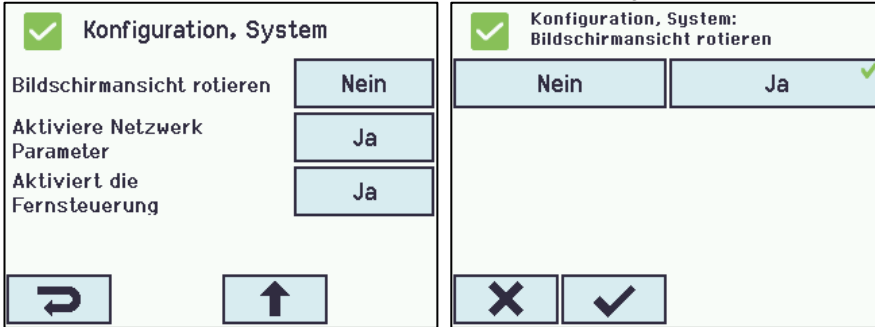 Konfiguration, System
Bildschirmansicht rotieren
Nein
Aktiviere Netzwerk
Parameter
Ja
Aktiviert die
Fernsteuerung
Ja
Konfiguration, System:
Bildschirmansicht rotieren
Nein
Ja